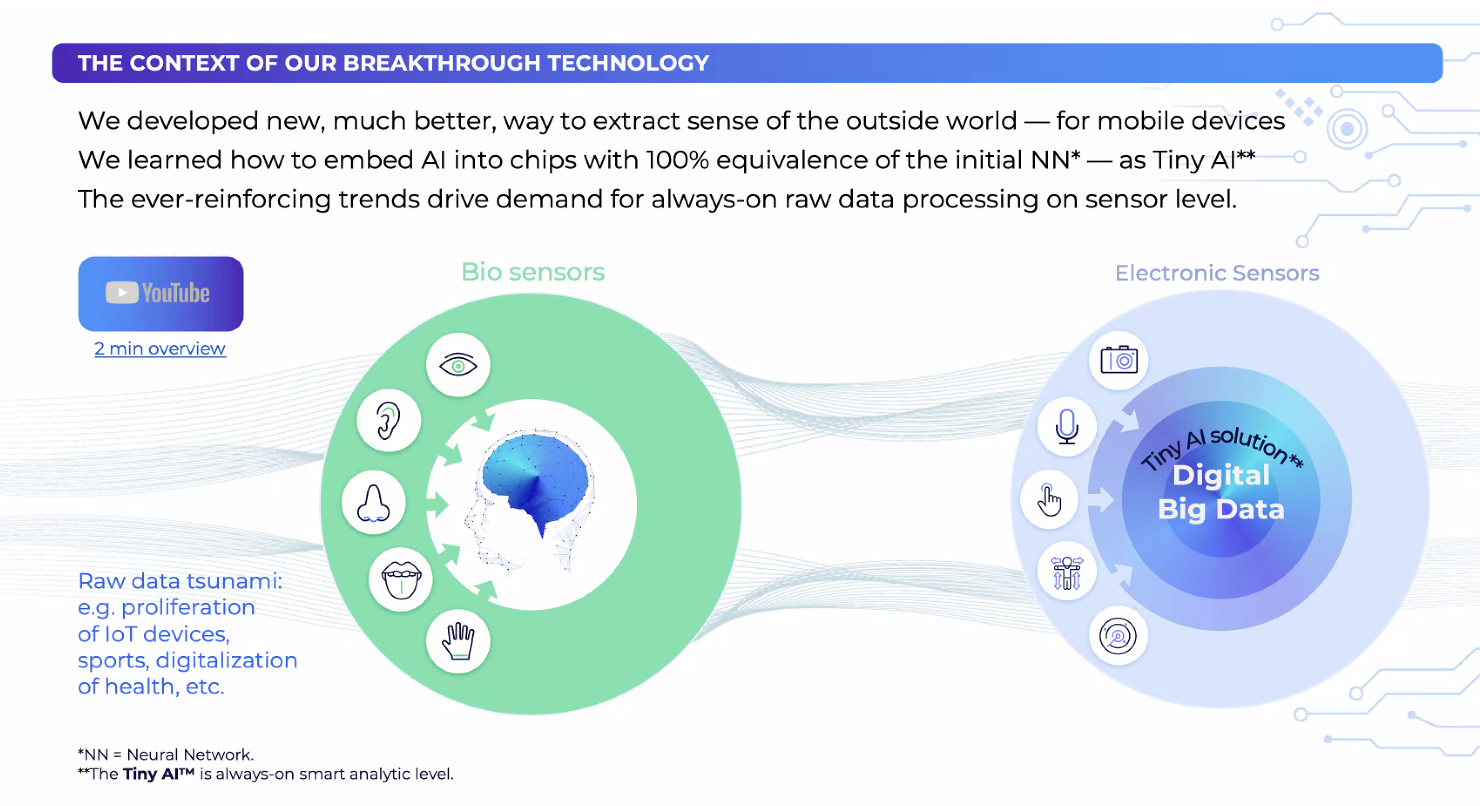 THE CONTEXT OF OUR BREAKTHROUGH TECHNOLOGY
We developed new, much better, way to extract sense of the outside world — for mobile devices
We learned how to embed AI into chips with 100% equivalence of the initial NN* — as Tiny AI**
The ever-reinforcing trends drive demand for always-on raw data processing on sensor level.
YouTube
2 min overview
Bio sensors
Electronic Sensors
Tiny AI solution**
Digital
Big Data
Raw data tsunami:
e.g. proliferation
of IoT devices,
sports, digitalization
of health, etc.
*NN = Neural Network.
**The Tiny AI™ is always-on smart analytic level.